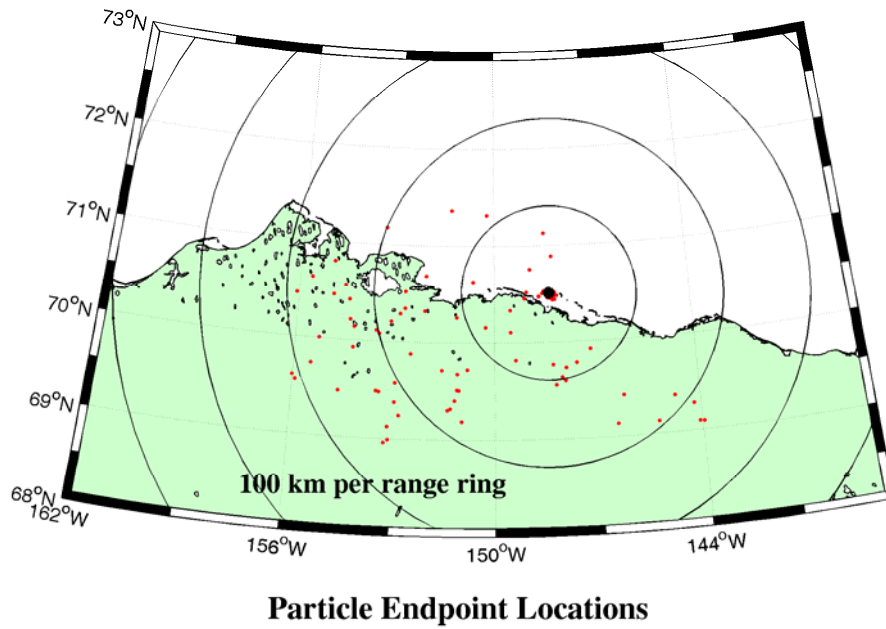 73°N
72°N
71°N
70°N
69°N
68°N
162°W
156°W
150°W
144°W
100 km per range ring
Particle Endpoint Locations